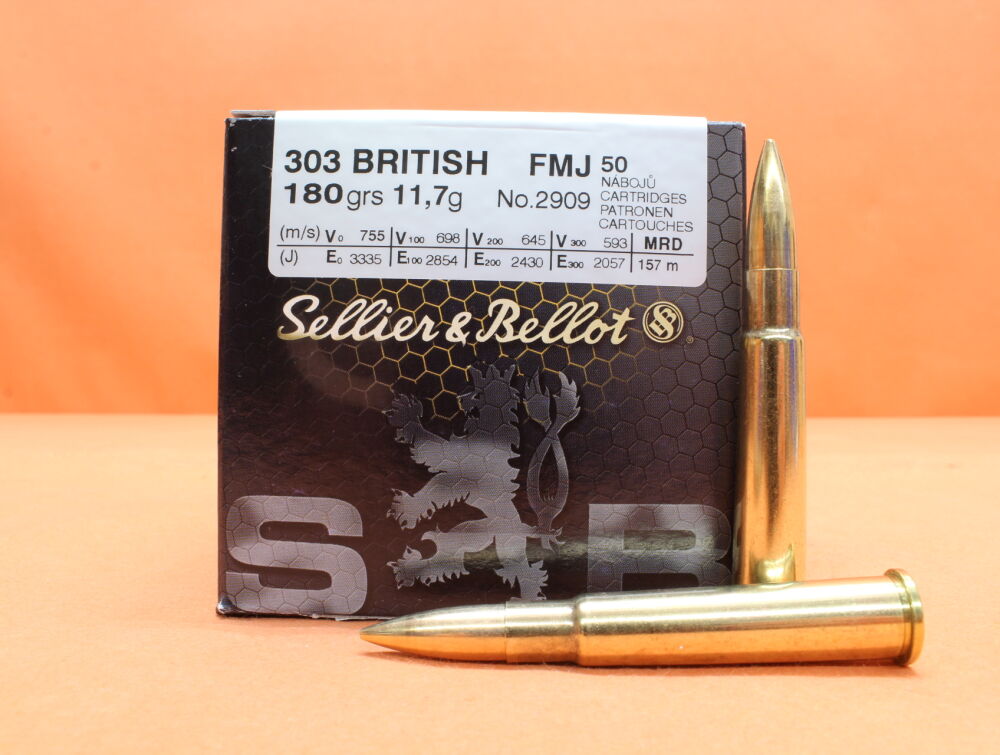 303 BRITISH FMJ 50
180 grs 11,7g No.2909 NÁBOJŮ
CARTRIDGES
PATRONEN
CARTOUCHES
(m/s) V₀ 755 V₁₀₀ 698 V₂₀₀ 645 V₃₀₀ 593 MRD
(J) E₀ 3335 E₁₀₀ 2854 E₂₀₀ 2430 E₃₀₀ 2057 157 m
Sellier & Bellot
S B